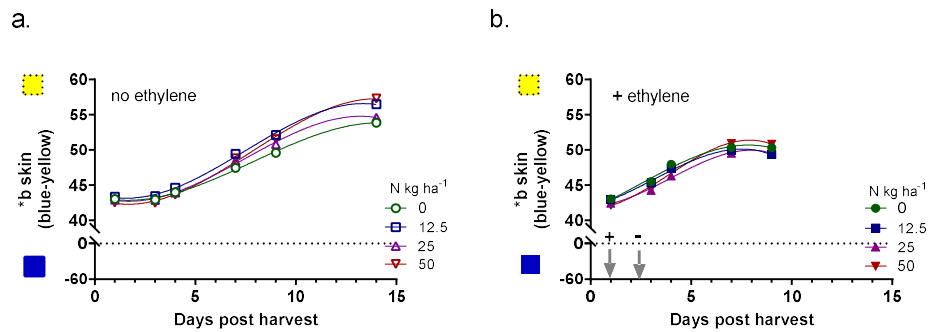 a.
no ethylene
60
55
50
45
40
0
-60
*b skin
(blue-yellow)
N kg ha⁻¹
0
12.5
25
50
0
5
10
15
Days post harvest
b.
+ ethylene
60
55
50
45
40
0
-60
*b skin
(blue-yellow)
N kg ha⁻¹
0
12.5
25
50
+ -
0
5
10
15
Days post harvest